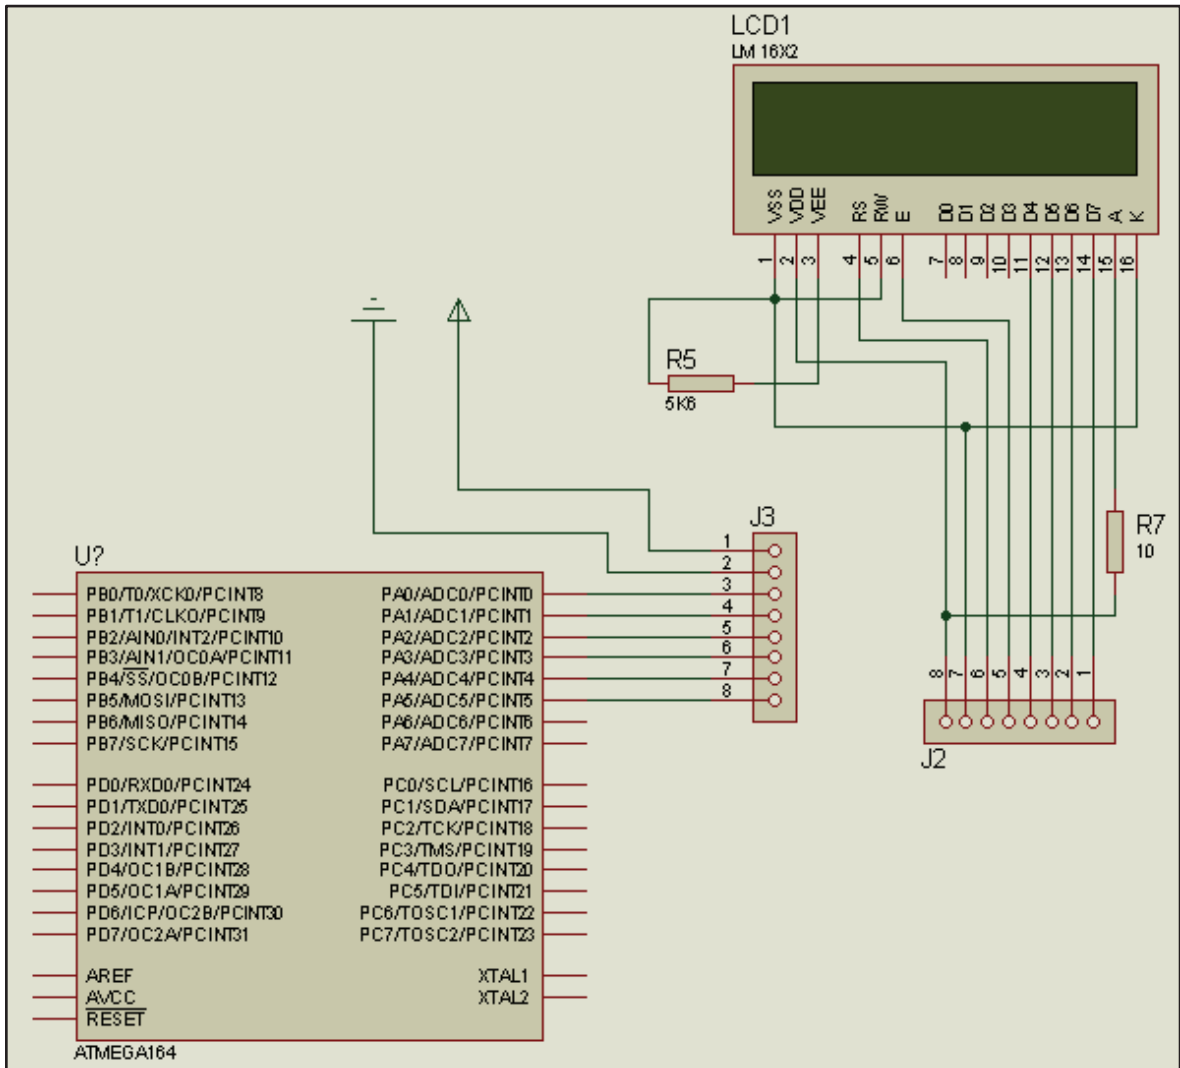 LCD1
LM 16X2
VSS
VDD
VEE
RS
RW
E
D0
D1
D2
D3
D4
D5
D6
D7
A
K
1
2
3
4
5
6
7
8
9
10
11
12
13
14
15
16
R5
5K6
R7
10
J3
1
2
3
4
5
6
7
8
U?
PB0/T0/XCK0/PCINT8 PA0/ADC0/PCINT0
PB1/T1/CLKO/PCINT9 PA1/ADC1/PCINT1
PB2/AIN0/INT2/PCINT10 PA2/ADC2/PCINT2
PB3/AIN1/OC0A/PCINT11 PA3/ADC3/PCINT3
PB4/SS/OC0B/PCINT12 PA4/ADC4/PCINT4
PB5/MOSI/PCINT13 PA5/ADC5/PCINT5
PB6/MISO/PCINT14 PA6/ADC6/PCINT6
PB7/SCK/PCINT15 PA7/ADC7/PCINT7
PD0/RXD0/PCINT24 PC0/SCL/PCINT16
PD1/TXD0/PCINT25 PC1/SDA/PCINT17
PD2/INT0/PCINT26 PC2/TCK/PCINT18
PD3/INT1/PCINT27 PC3/TMS/PCINT19
PD4/OC1B/PCINT28 PC4/TDO/PCINT20
PD5/OC1A/PCINT29 PC5/TDI/PCINT21
PD6/ICP/OC2B/PCINT30 PC6/TOSC1/PCINT22
PD7/OC2A/PCINT31 PC7/TOSC2/PCINT23
AREF XTAL1
AVCC XTAL2
RESET
ATMEGA164
8
7
6
5
4
3
2
1
J2